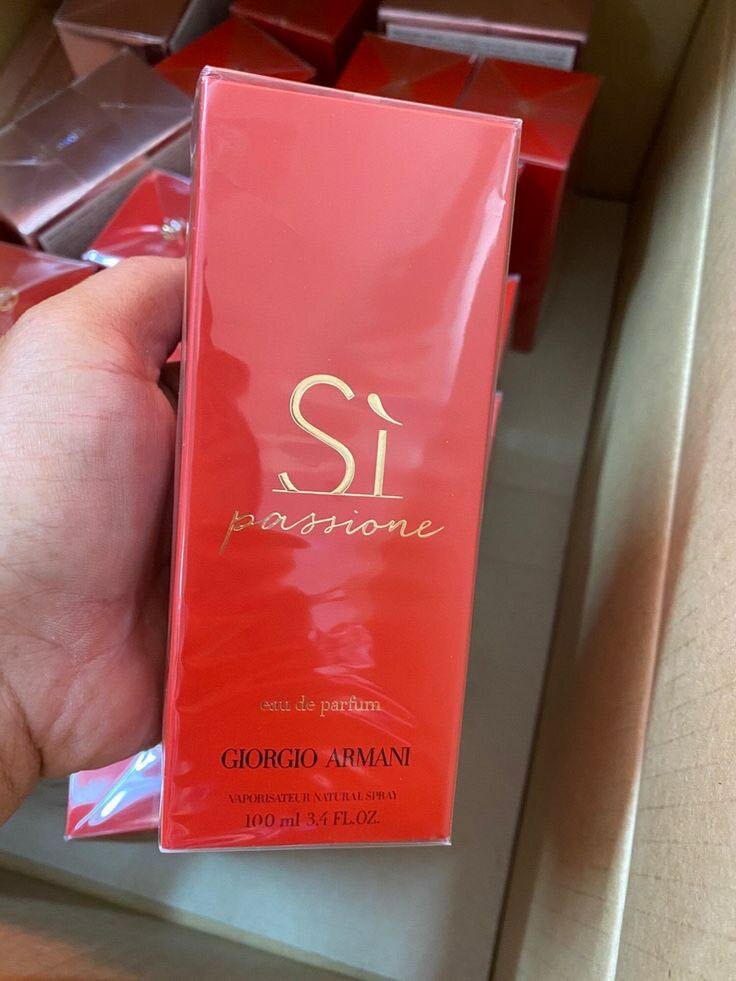 Sì
passione
eau de parfum
GIORGIO ARMANI
VAPORISATEUR NATURAL SPRAY
100 ml 3.4 FL.OZ.